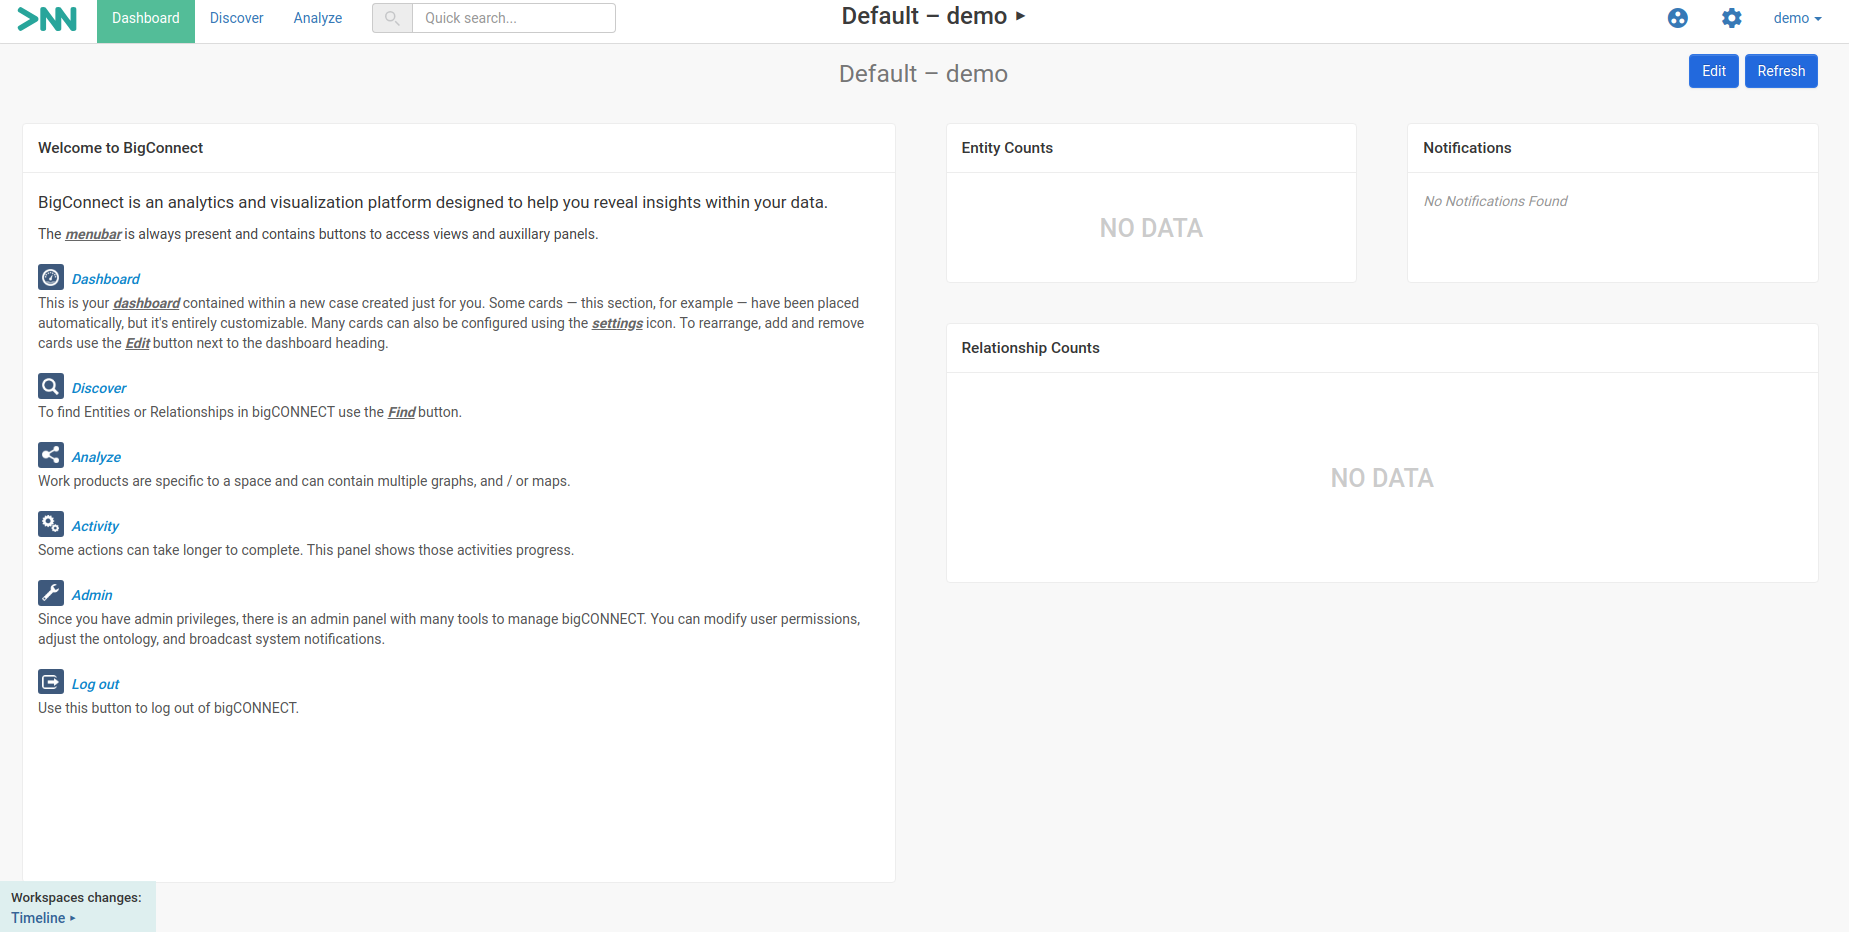 >NN
Dashboard
Discover
Analyze
Quick search...
Default – demo ▸
demo
Default – demo
Edit
Refresh
Welcome to BigConnect
BigConnect is an analytics and visualization platform designed to help you reveal insights within your data.
The menubar is always present and contains buttons to access views and auxillary panels.
Dashboard
This is your dashboard contained within a new case created just for you. Some cards — this section, for example — have been placed
automatically, but it's entirely customizable. Many cards can also be configured using the settings icon. To rearrange, add and remove
cards use the Edit button next to the dashboard heading.
Discover
To find Entities or Relationships in bigCONNECT use the Find button.
Analyze
Work products are specific to a space and can contain multiple graphs, and / or maps.
Activity
Some actions can take longer to complete. This panel shows those activities progress.
Admin
Since you have admin privileges, there is an admin panel with many tools to manage bigCONNECT. You can modify user permissions,
adjust the ontology, and broadcast system notifications.
Log out
Use this button to log out of bigCONNECT.
Entity Counts
NO DATA
Notifications
No Notifications Found
Relationship Counts
NO DATA
Workspaces changes:
Timeline ▸